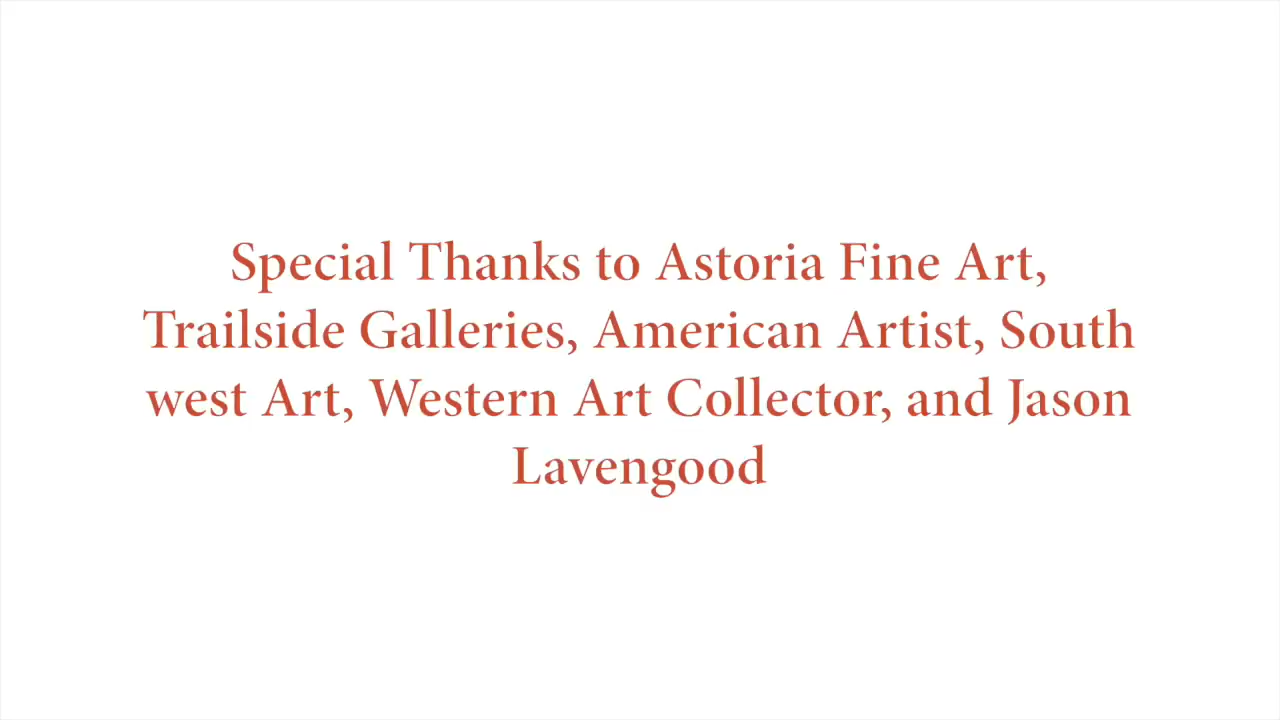 Special Thanks to Astoria Fine Art,
Trailside Galleries, American Artist, South
west Art, Western Art Collector, and Jason
Lavengood